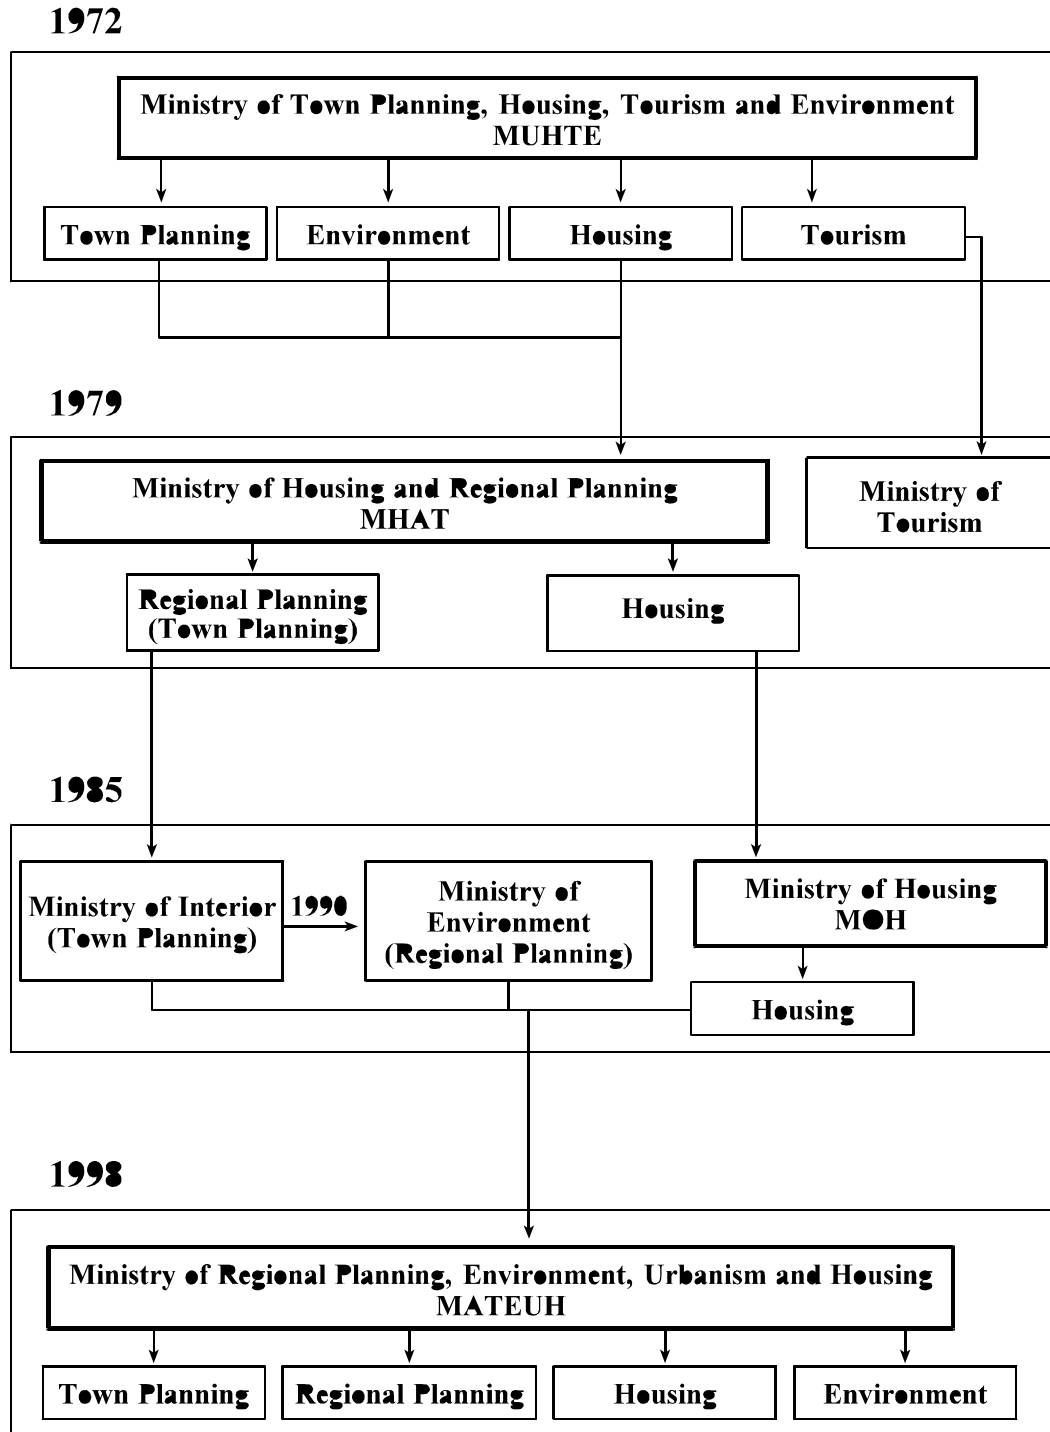 1972
Ministry of Town Planning, Housing, Tourism and Environment
MUHTE
Town Planning
Environment
Housing
Tourism
1979
Ministry of Housing and Regional Planning
MHAT
Ministry of
Tourism
Regional Planning
(Town Planning)
Housing
1985
Ministry of Interior
(Town Planning)
1990
Ministry of
Environment
(Regional Planning)
Ministry of Housing
MOH
Housing
1998
Ministry of Regional Planning, Environment, Urbanism and Housing
MATEUH
Town Planning
Regional Planning
Housing
Environment